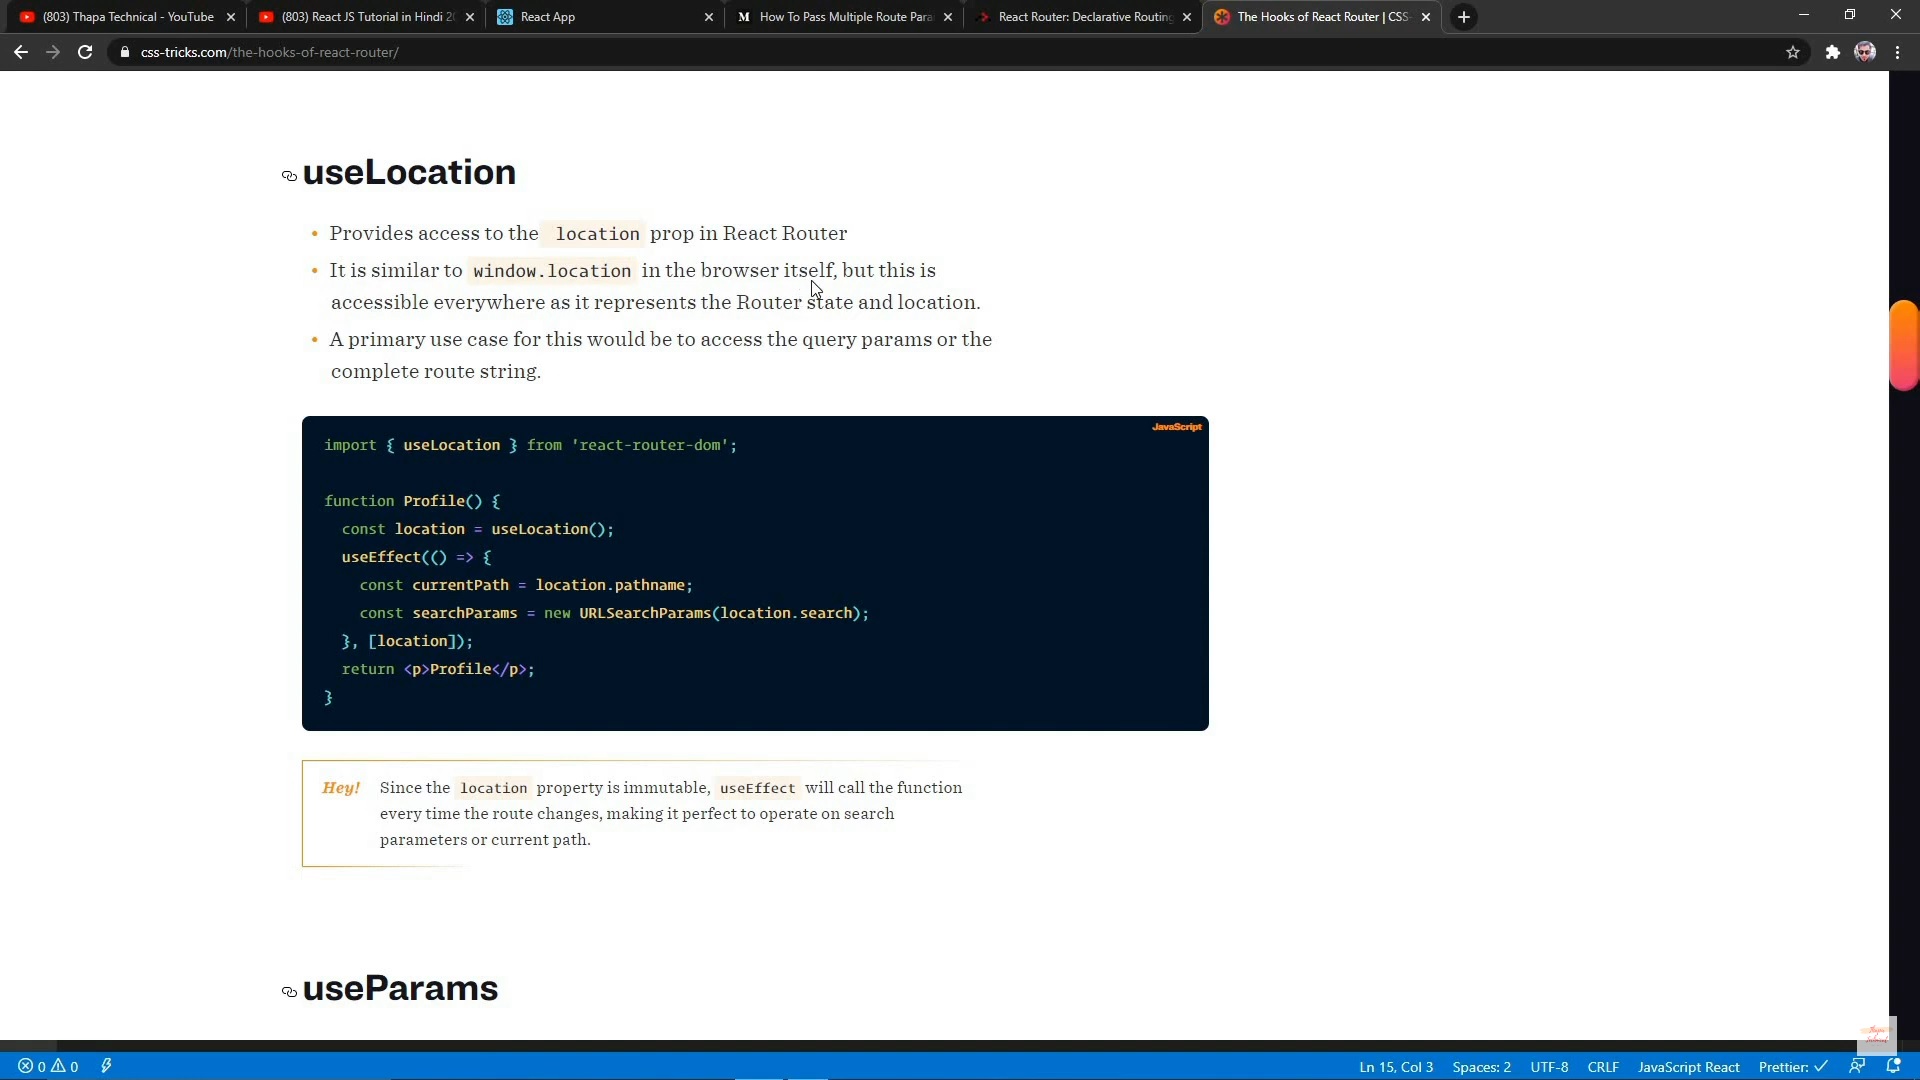 (803) Thapa Technical - YouTube
(803) React JS Tutorial in Hindi 20
React App
How To Pass Multiple Route Para
React Router: Declarative Routing
The Hooks of React Router | CSS-
css-tricks.com/the-hooks-of-react-router/
useLocation
• Provides access to the location prop in React Router
• It is similar to window.location in the browser itself, but this is
accessible everywhere as it represents the Router state and location.
• A primary use case for this would be to access the query params or the
complete route string.
JavaScript
import { useLocation } from 'react-router-dom';
function Profile() {
const location = useLocation();
useEffect(() => {
const currentPath = location.pathname;
const searchParams = new URLSearchParams(location.search);
}, [location]);
return <p>Profile</p>;
}
Hey! Since the location property is immutable, useEffect will call the function
every time the route changes, making it perfect to operate on search
parameters or current path.
useParams
0 0
Ln 15, Col 3
Spaces: 2
UTF-8
CRLF
JavaScript React
Prettier: ✓